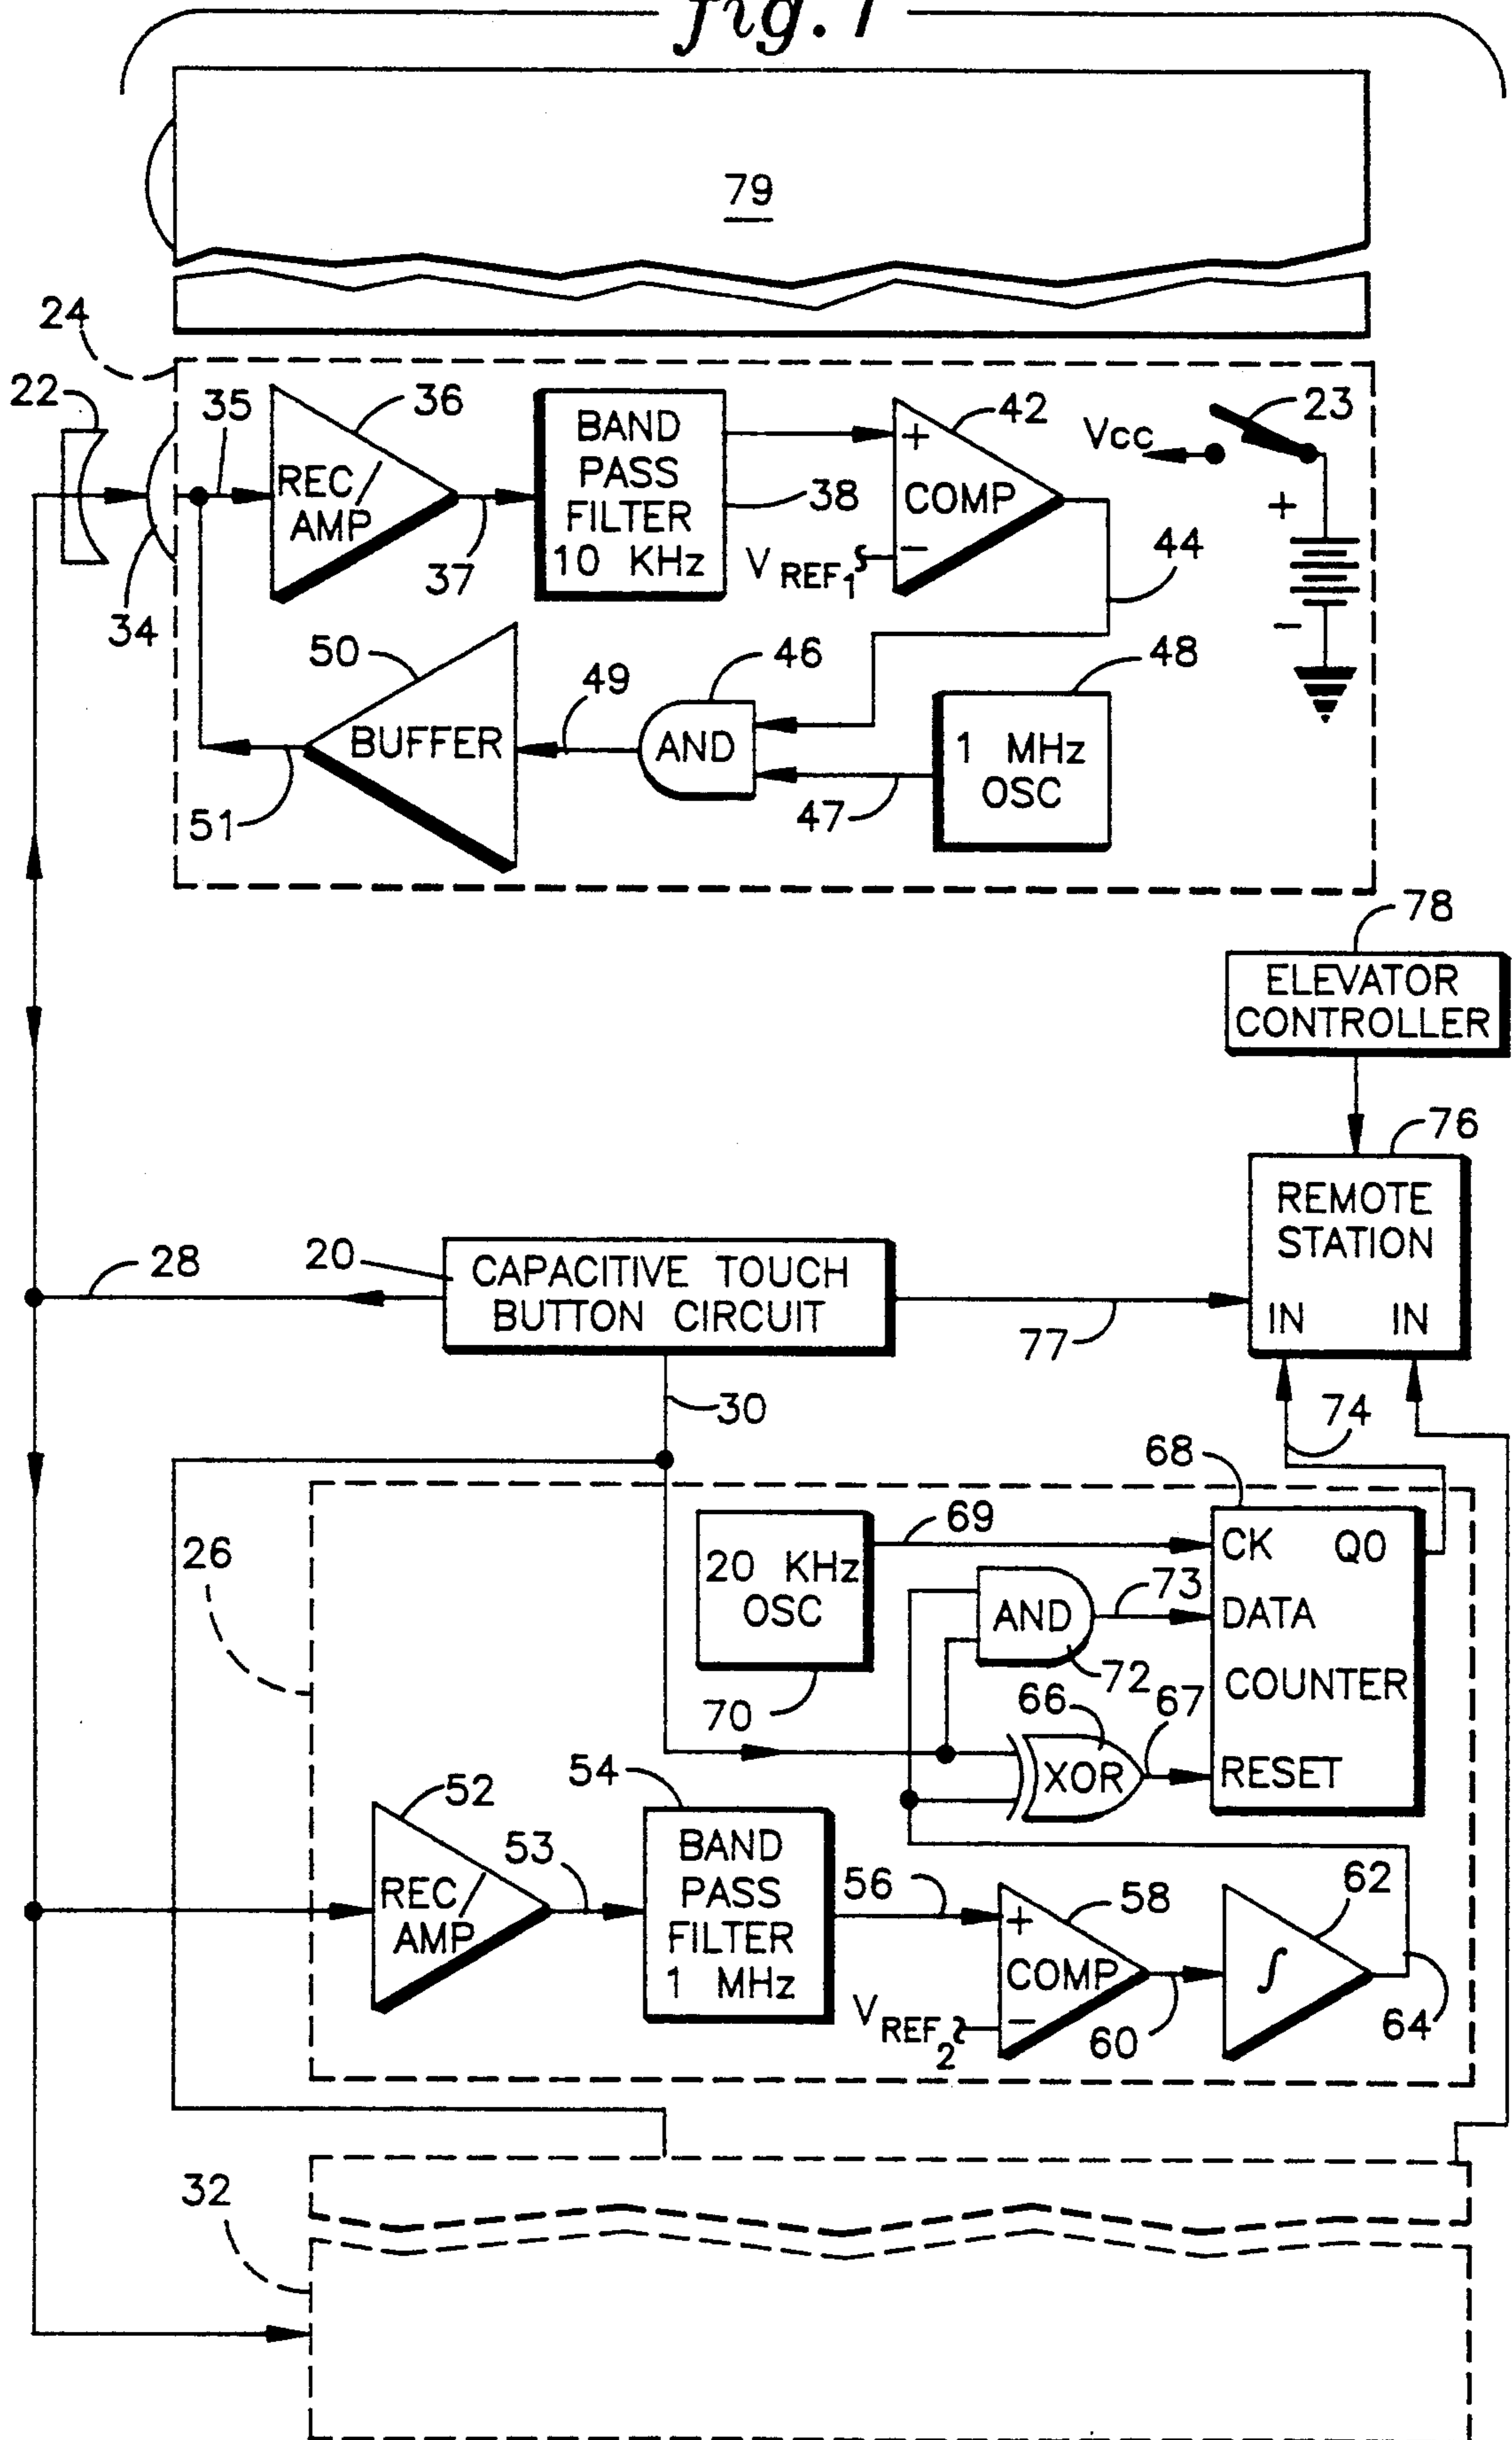 fig.1
79
24
22
35
36
42
23
BAND
PASS
FILTER
10 KHz
REC/
AMP
COMP
+
−
Vcc
+
−
38
37
34
V REF1
44
50
49
46
48
BUFFER
AND
1 MHz
OSC
51
47
78
ELEVATOR
CONTROLLER
76
REMOTE
STATION
IN IN
28
20
CAPACITIVE TOUCH
BUTTON CIRCUIT
77
30
74
68
26
20 KHz
OSC
69
CK Q0
AND
73
DATA
72
COUNTER
70
66
67
XOR
RESET
54
52
53
BAND
PASS
FILTER
1 MHz
REC/
AMP
56
+
−
58
COMP
62
∫
V REF2
60
64
32